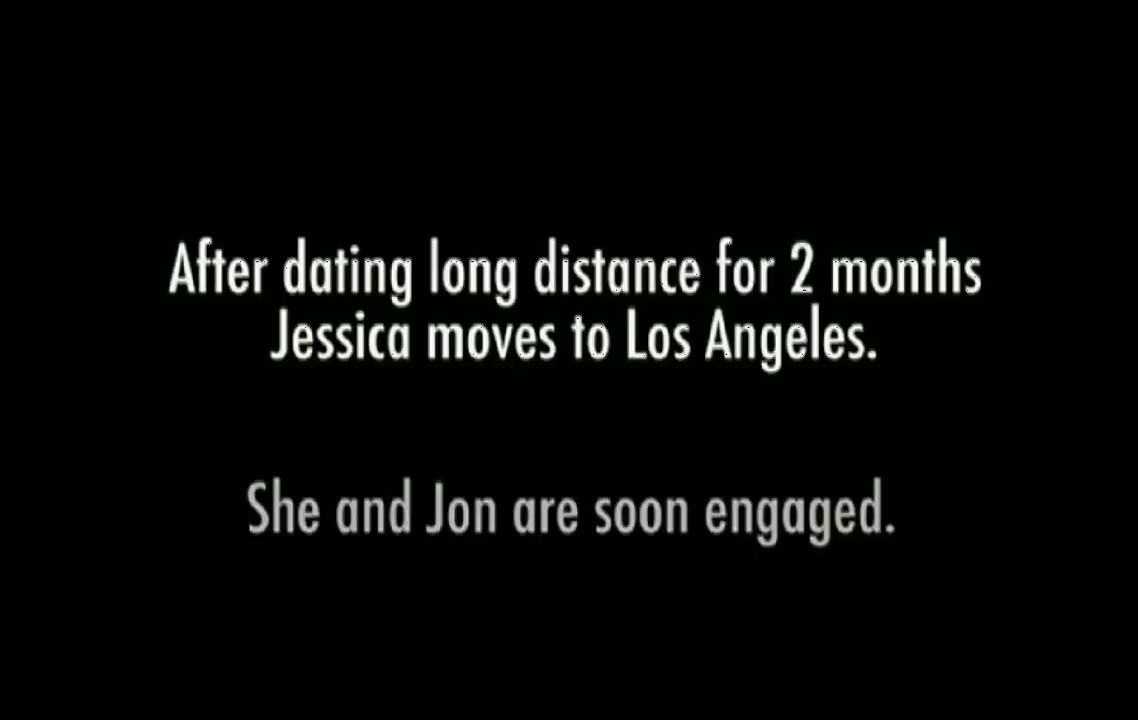 After dating long distance for 2 months
Jessica moves to Los Angeles.
She and Jon are soon engaged.